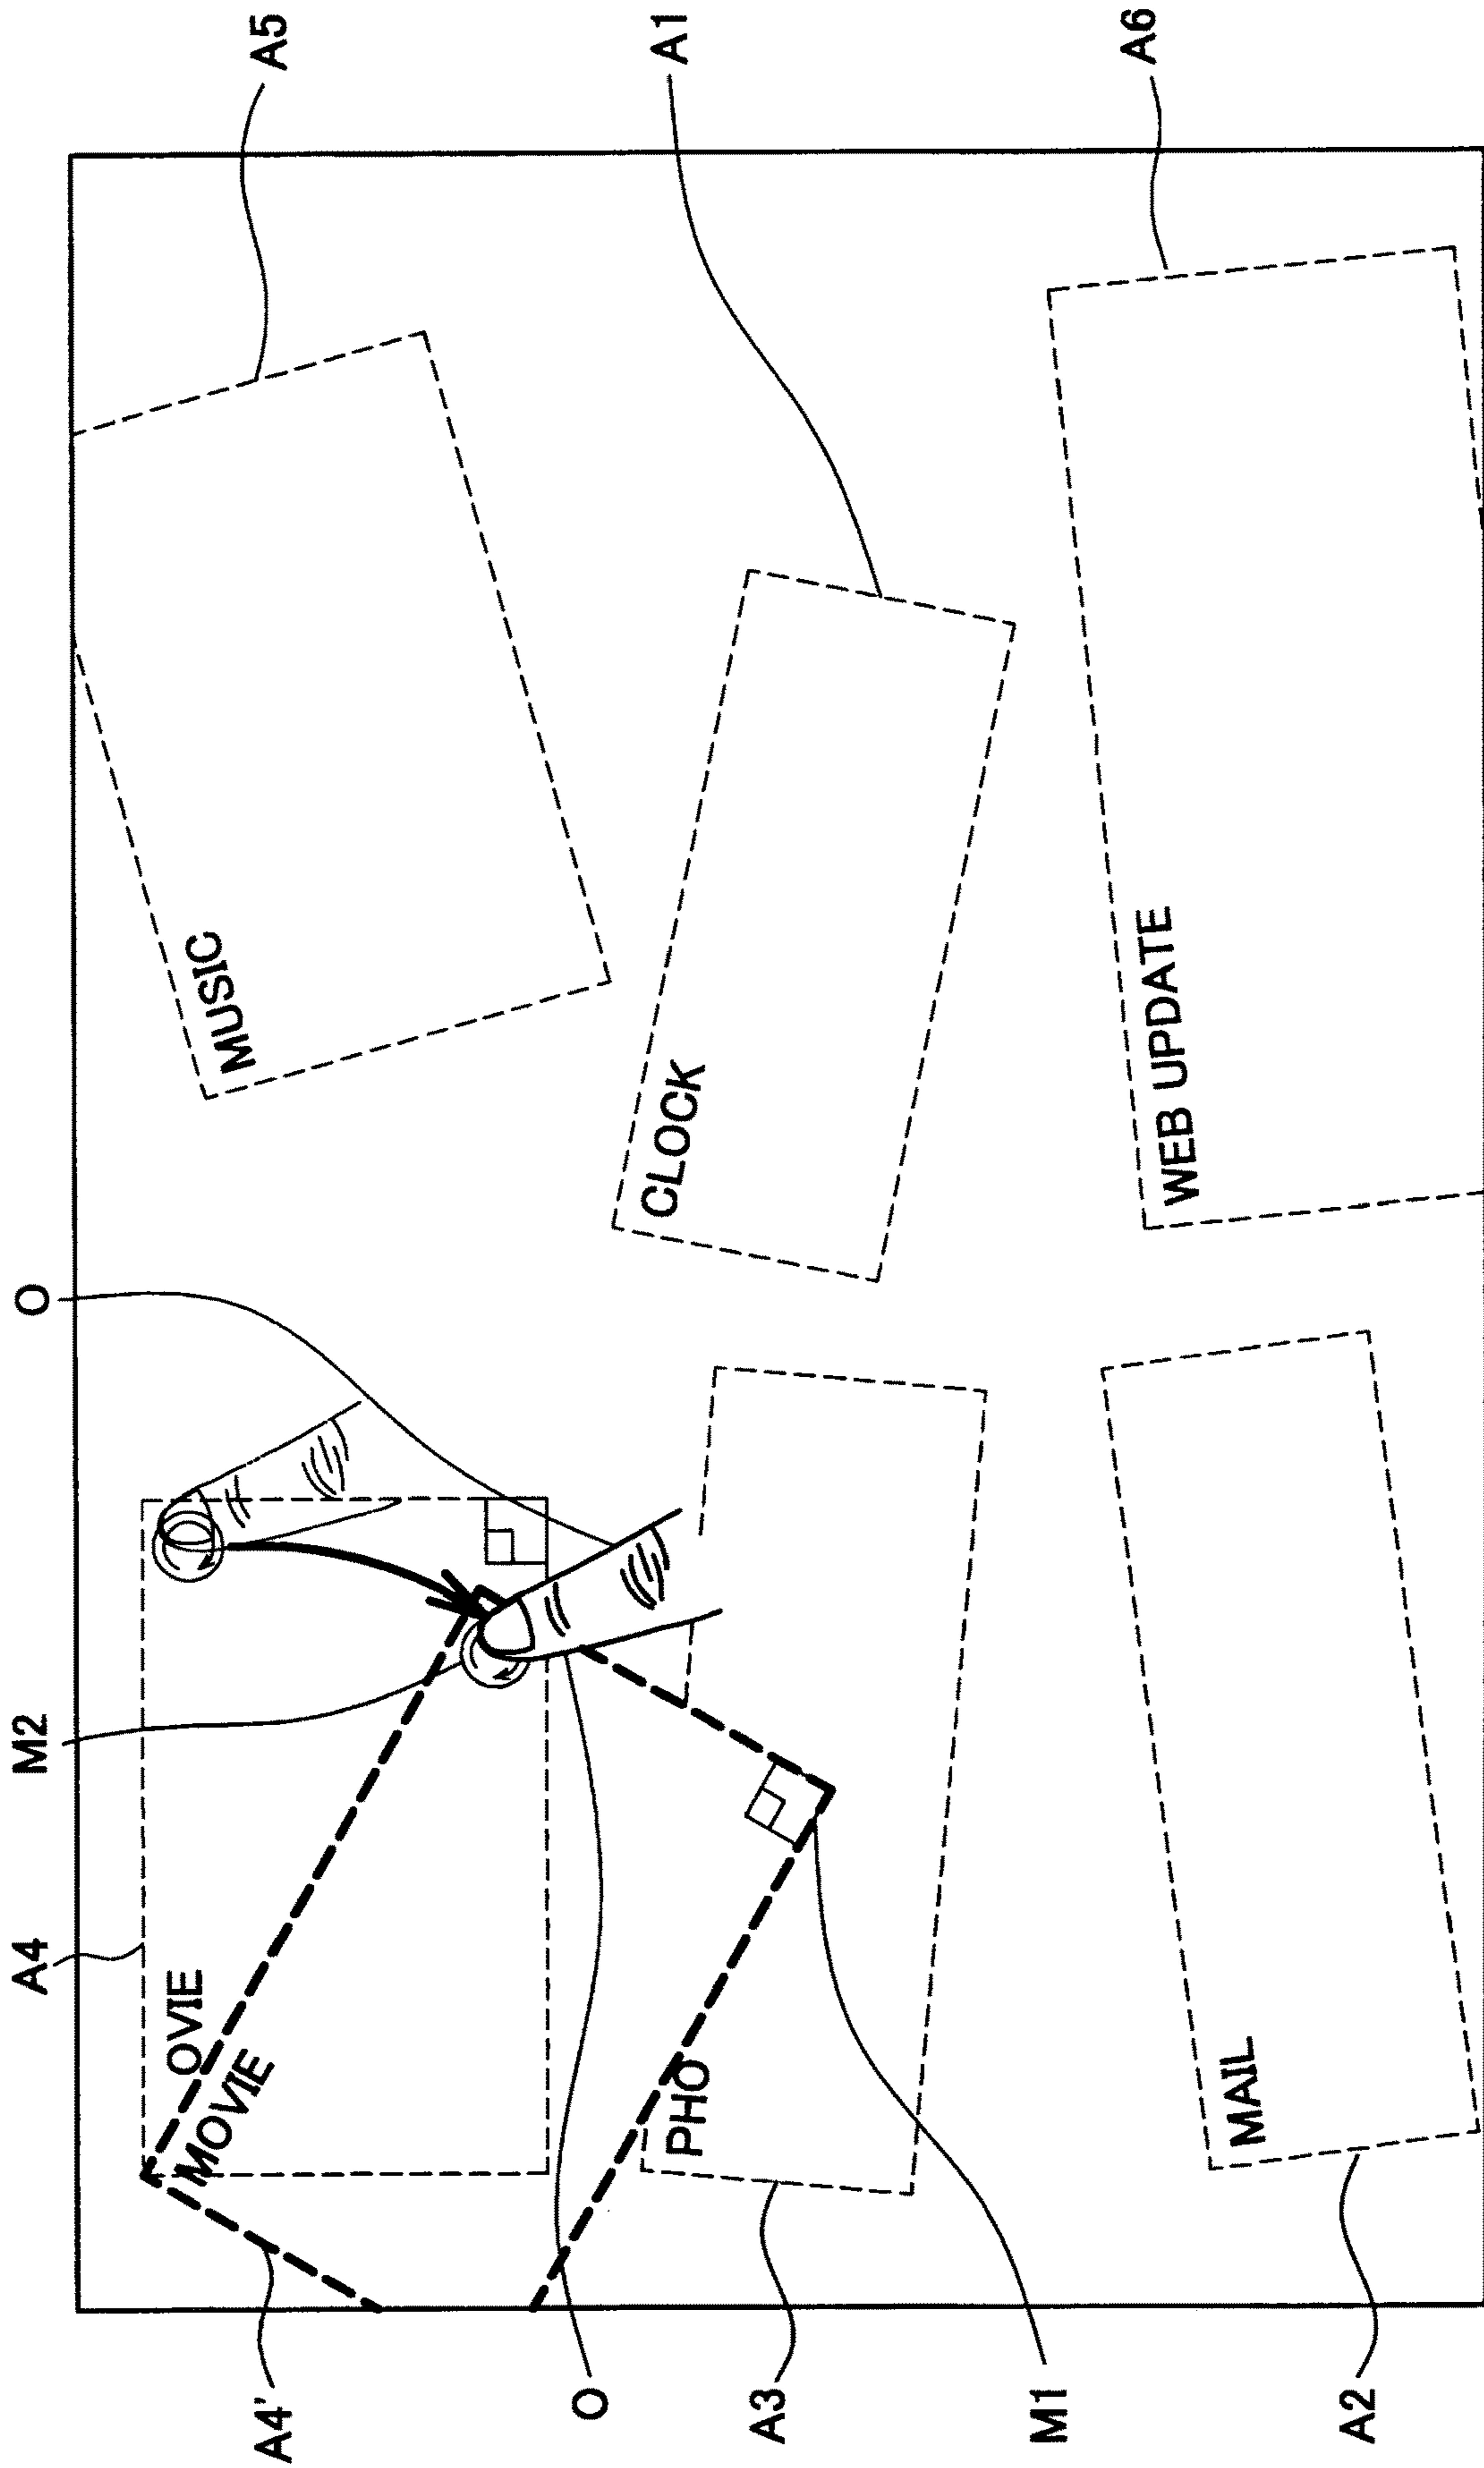 A4 M2 O
OVIE
MOVIE
MUSIC
A4' A5
O
CLOCK
A1
PHO
A3
M1
A6
WEB UPDATE
MAIL
A2